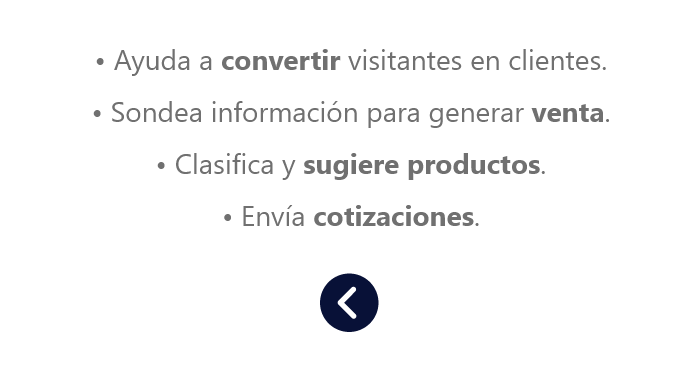 • Ayuda a convertir visitantes en clientes.
• Sondea información para generar venta.
• Clasifica y sugiere productos.
• Envía cotizaciones.